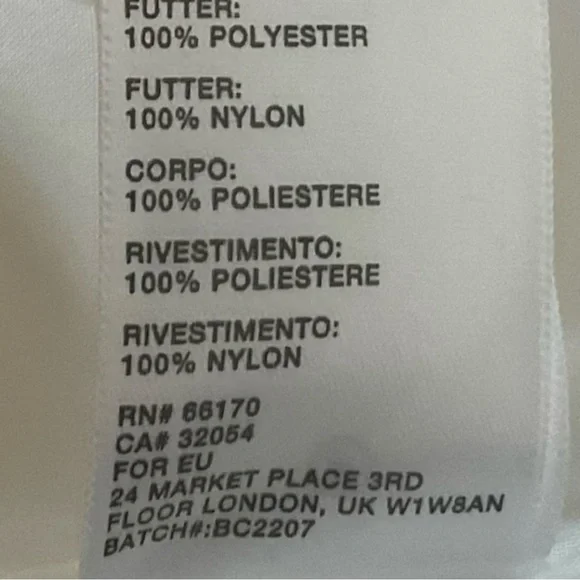 FUTTER:
100% POLYESTER
FUTTER:
100% NYLON
CORPO:
100% POLIESTERE
RIVESTIMENTO:
100% POLIESTERE
RIVESTIMENTO:
100% NYLON
RN# 66170
CA# 32054
FOR EU
24 MARKET PLACE 3RD
FLOOR LONDON, UK W1W8AN
BATCH#:BC2207